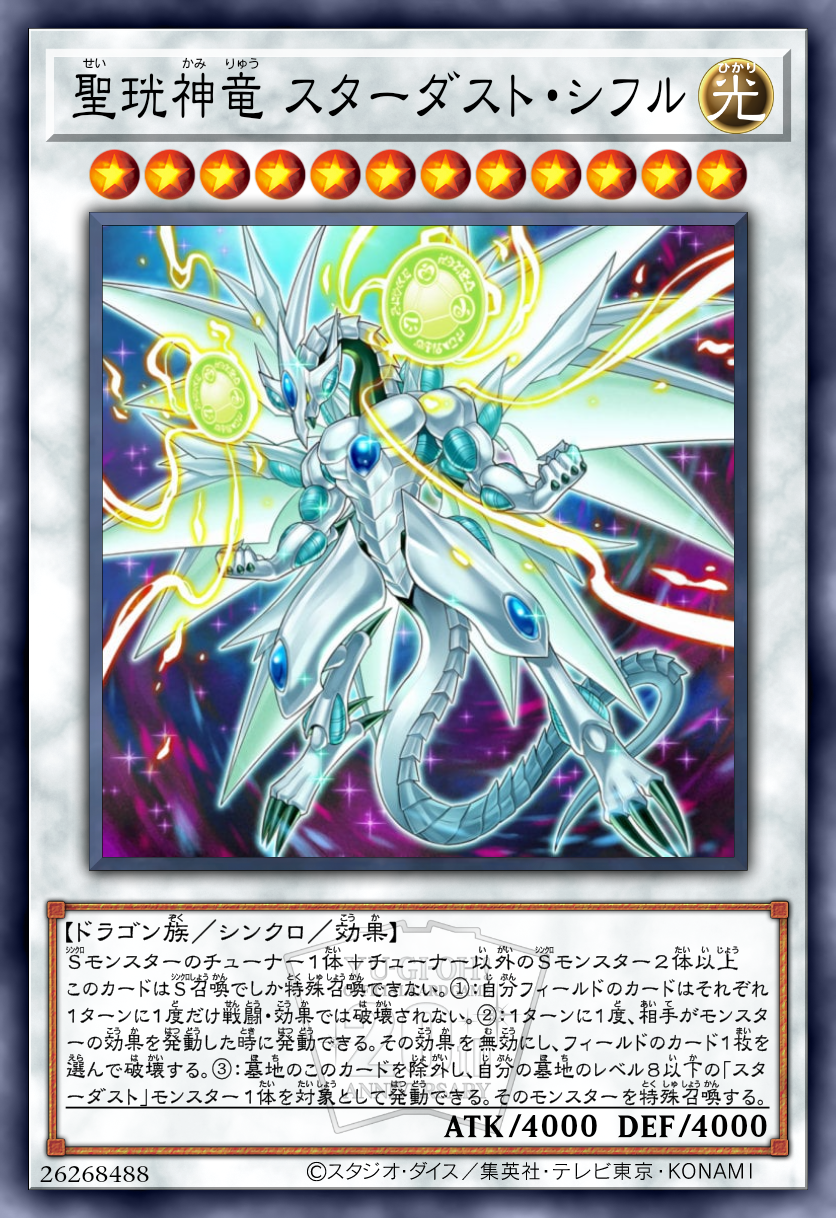 聖珖神竜 スターダスト・シフル 光
【ドラゴン族／シンクロ／効果】
Ｓモンスターのチューナー１体＋チューナー以外のＳモンスター２体以上
このカードはＳ召喚でしか特殊召喚できない。①：自分フィールドのカードはそれぞれ
１ターンに１度だけ戦闘・効果では破壊されない。②：１ターンに１度、相手がモンスタ
ーの効果を発動した時に発動できる。その効果を無効にし、フィールドのカード１枚を
選んで破壊する。③：墓地のこのカードを除外し、自分の墓地のレベル８以下の「スタ
ーダスト」モンスター１体を対象として発動できる。そのモンスターを特殊召喚する。
ATK/4000 DEF/4000
26268488 ©スタジオ・ダイス／集英社・テレビ東京・KONAMI